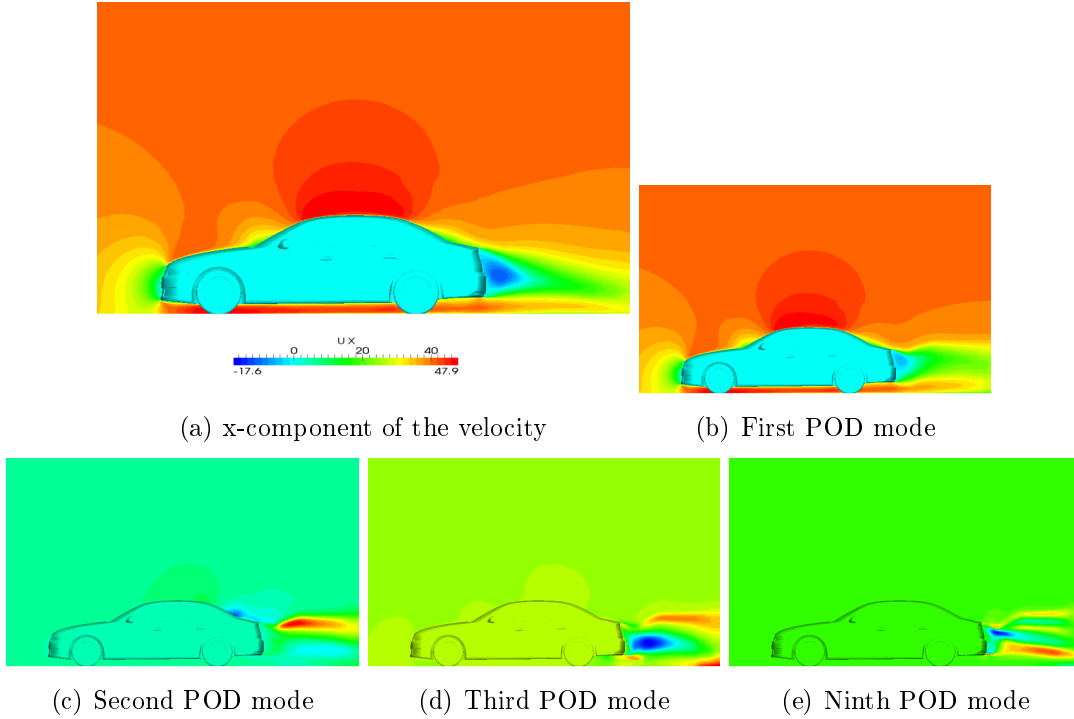 U X
0 20 40
-17.6 47.9
(a) x-component of the velocity
(b) First POD mode
(c) Second POD mode
(d) Third POD mode
(e) Ninth POD mode